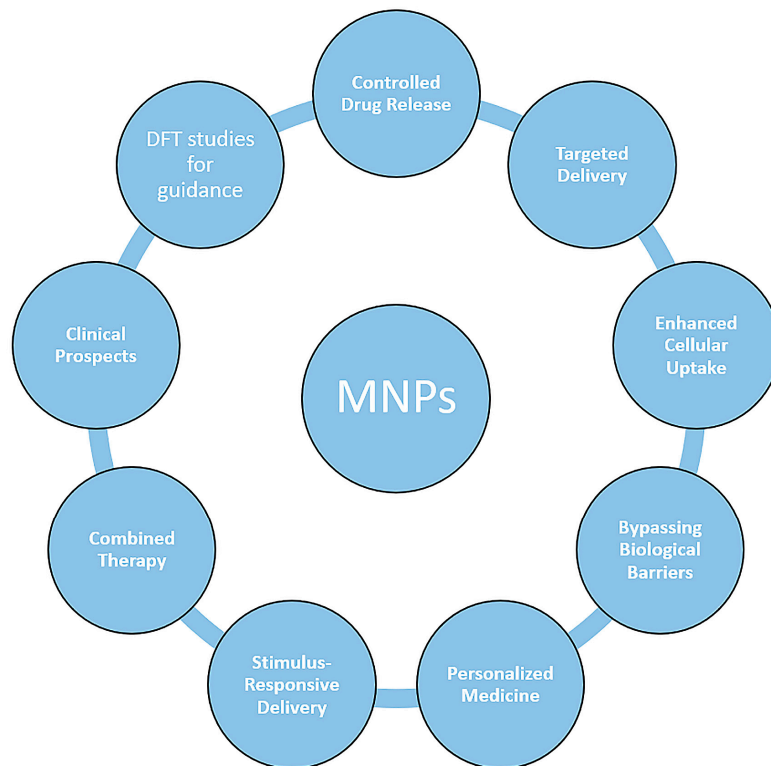 Controlled
Drug Release
Targeted
Delivery
Enhanced
Cellular
Uptake
Bypassing
Biological
Barriers
Personalized
Medicine
Stimulus-
Responsive
Delivery
Combined
Therapy
Clinical
Prospects
DFT studies
for
guidance
MNPs